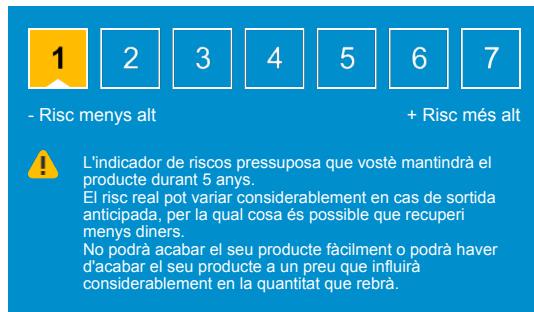 1 2 3 4 5 6 7
- Risc menys alt + Risc més alt
L'indicador de riscos pressuposa que vostè mantindrà el
producte durant 5 anys.
El risc real pot variar considerablement en cas de sortida
anticipada, per la qual cosa és possible que recuperi
menys diners.
No podrà acabar el seu producte fàcilment o podrà haver
d'acabar el seu producte a un preu que influirà
considerablement en la quantitat que rebrà.